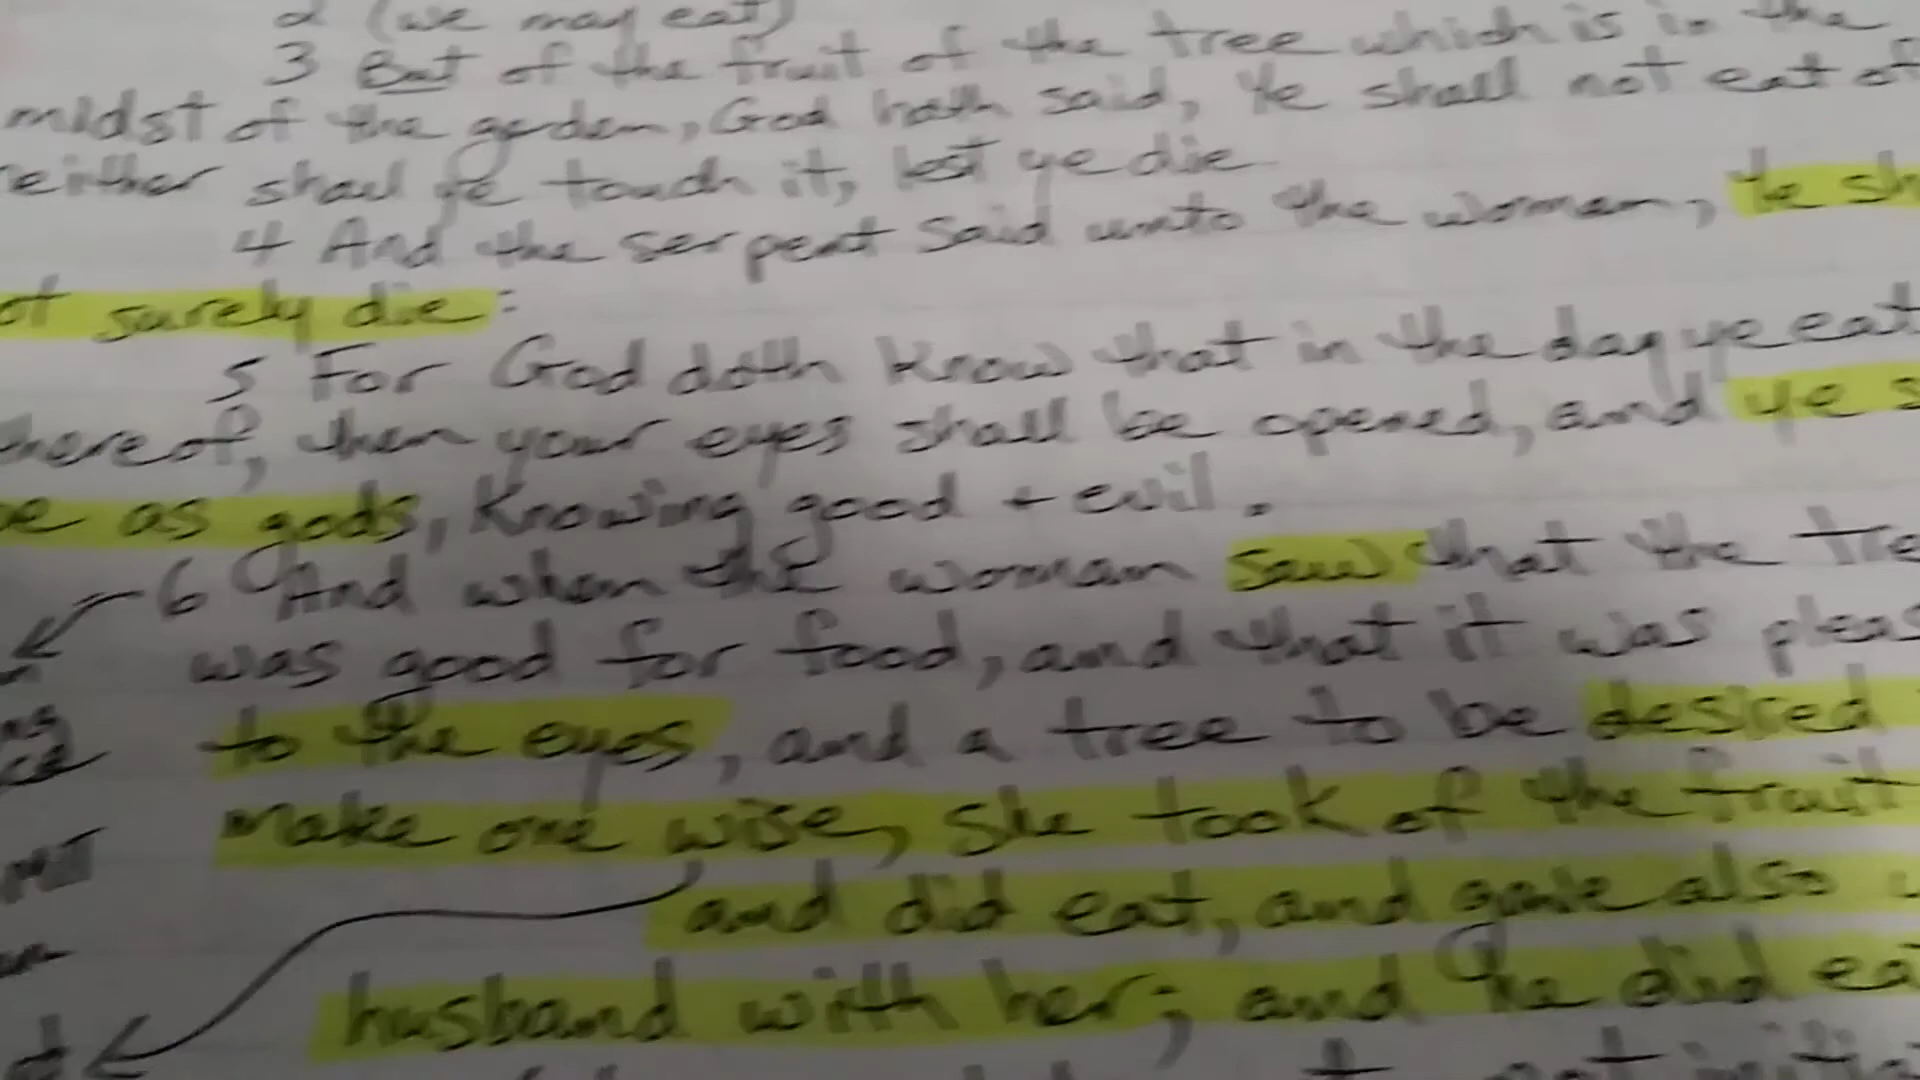 2 (we may eat)
3 But of the fruit of the tree which is in the
midst of the garden, God hath said, Ye shall not eat of
neither shall ye touch it, lest ye die
4 And the serpent said unto the woman, Ye sh
ot surely die:
5 For God doth know that in the day ye eat
hereof, then your eyes shall be opened, and ye s
be as gods, knowing good + evil.
6 And when the woman saw that the tre
was good for food, and that it was pleas
to the eyes, and a tree to be desired
make one wise, she took of the fruit
and did eat, and gave also
husband with her; and he did ea